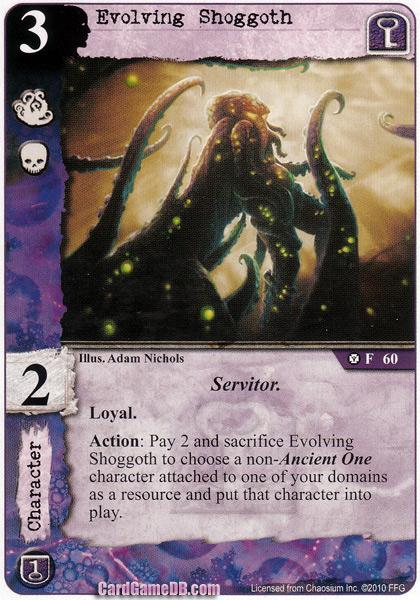 3
Evolving Shoggoth
Illus. Adam Nichols
F 60
2
Servitor.
Loyal.
Action: Pay 2 and sacrifice Evolving
Shoggoth to choose a non-Ancient One
character attached to one of your domains
as a resource and put that character into
play.
Character
1
CardGameDB.com
Licensed from Chaosium Inc. ©2010 FFG